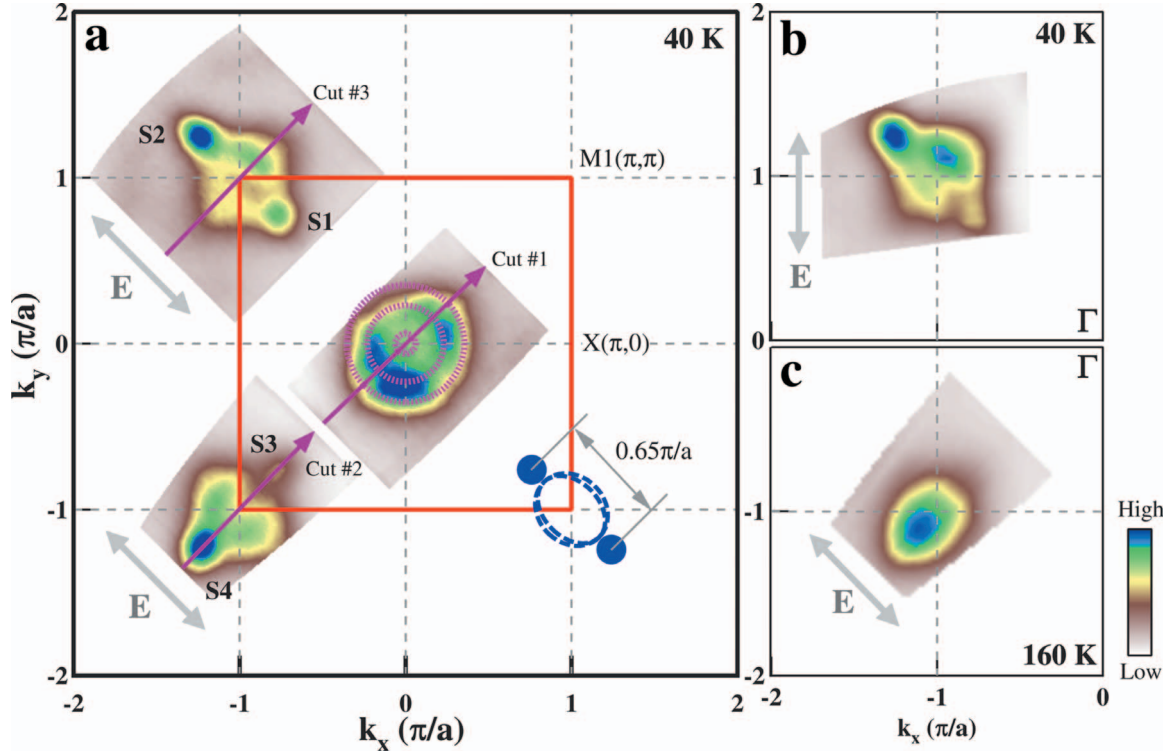 a
40 K
Cut #3
S2
M1(π,π)
S1
E
Cut #1
X(π,0)
S3
Cut #2
0.65π/a
E
S4
2
1
0
-1
-2
k_y (π/a)
-2
-1
0
1
2
k_x (π/a)
b
40 K
E
Γ
2
1
0
c
Γ
E
160 K
-1
-2
-2
-1
0
k_x (π/a)
High
Low